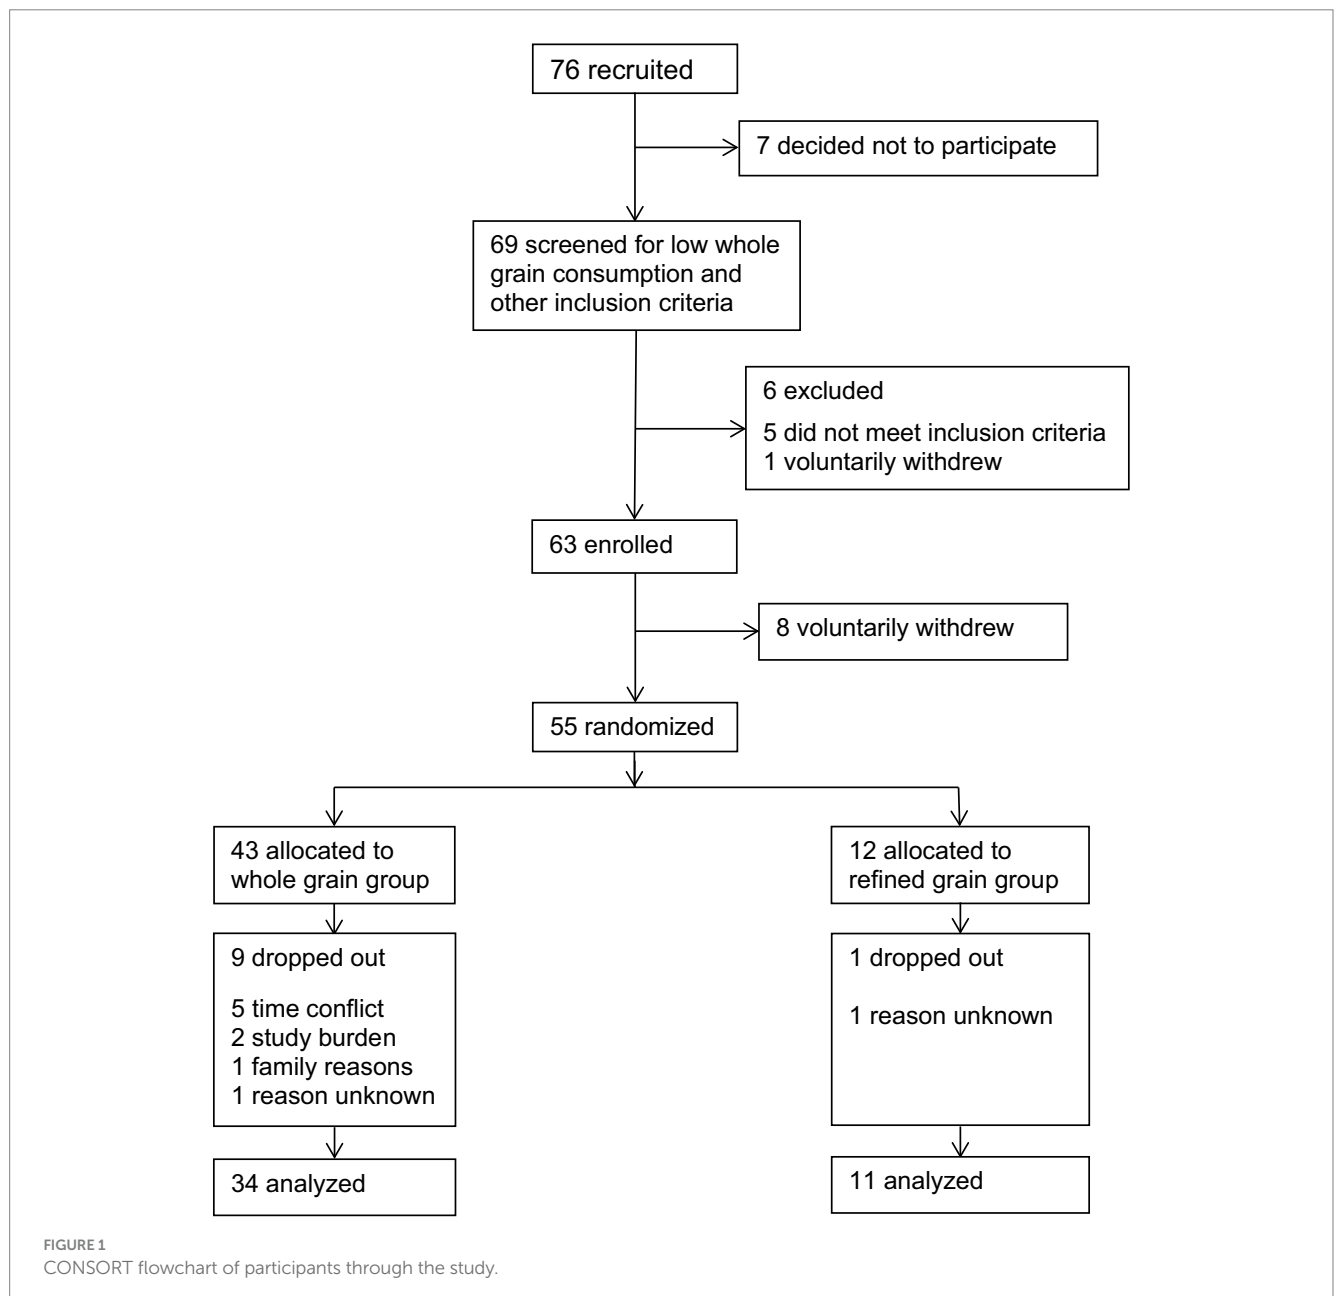 76 recruited
7 decided not to participate
69 screened for low whole
grain consumption and
other inclusion criteria
6 excluded
5 did not meet inclusion criteria
1 voluntarily withdrew
63 enrolled
8 voluntarily withdrew
55 randomized
43 allocated to
whole grain group
12 allocated to
refined grain group
9 dropped out
5 time conflict
2 study burden
1 family reasons
1 reason unknown
1 dropped out
1 reason unknown
34 analyzed
11 analyzed
FIGURE 1
CONSORT flowchart of participants through the study.